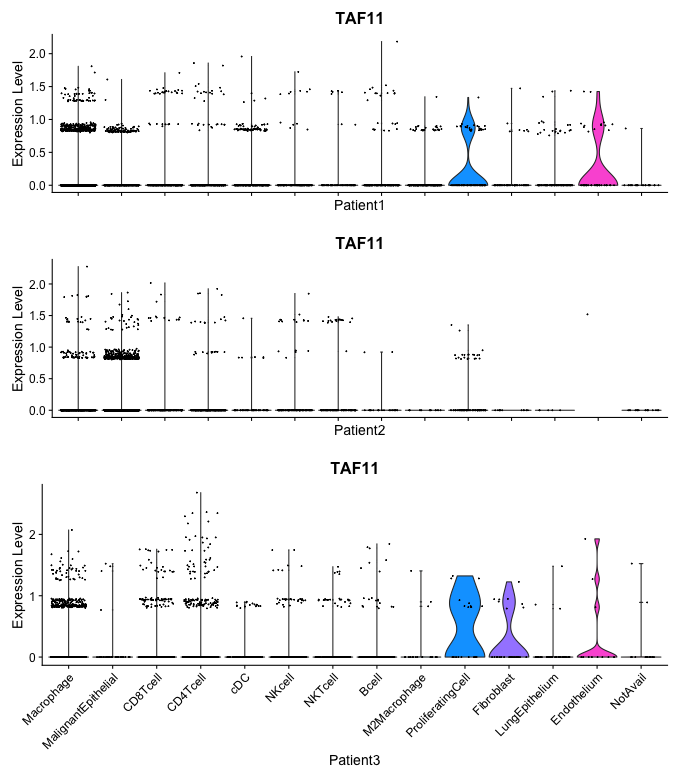 TAF11
Expression Level
2.0
1.5
1.0
0.5
0.0
Patient1
TAF11
Expression Level
2.0
1.5
1.0
0.5
0.0
Patient2
TAF11
Expression Level
2
1
0
Macrophage
MalignantEpithelial
CD8Tcell
CD4Tcell
cDC
NKcell
NKTcell
Bcell
M2Macrophage
ProliferatingCell
Fibroblast
LungEpithelium
Endothelium
NotAvail
Patient3